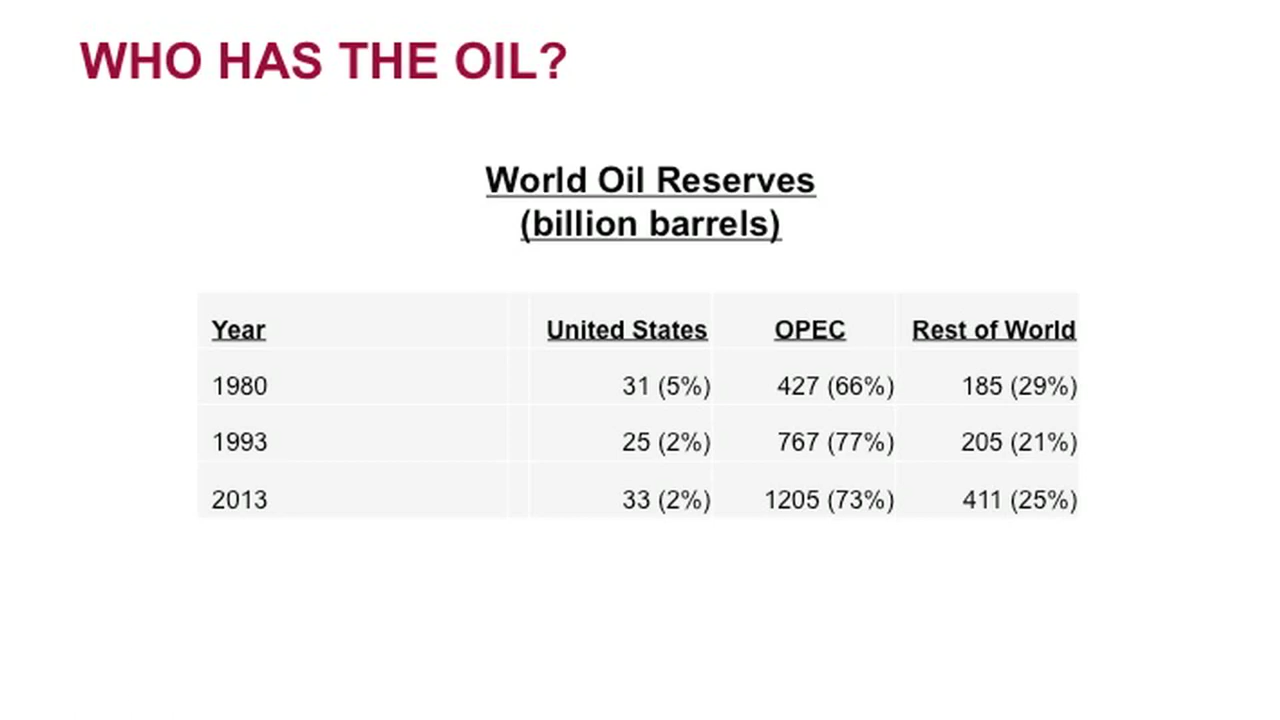 WHO HAS THE OIL?
World Oil Reserves
(billion barrels)
Year United States OPEC Rest of World
1980 31 (5%) 427 (66%) 185 (29%)
1993 25 (2%) 767 (77%) 205 (21%)
2013 33 (2%) 1205 (73%) 411 (25%)